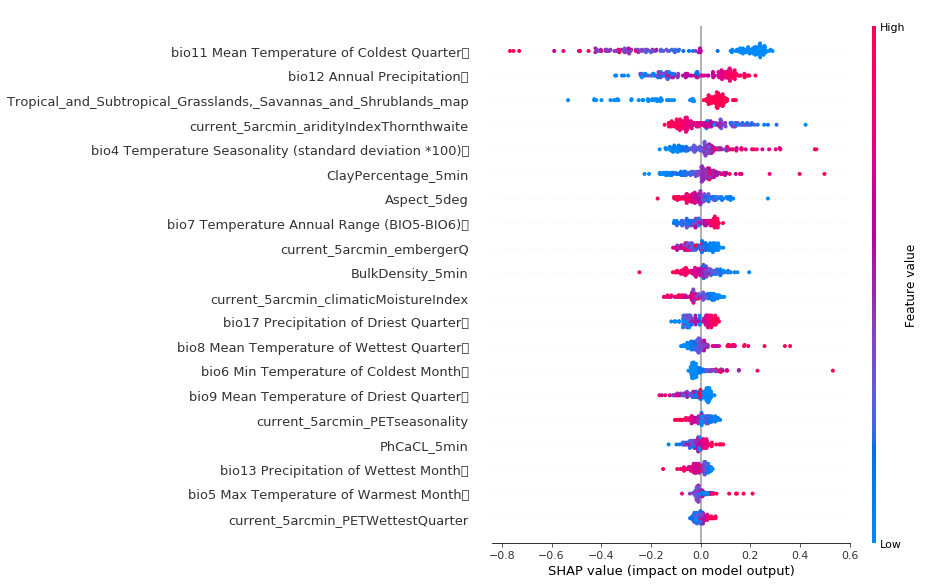 High
bio11 Mean Temperature of Coldest Quarter
bio12 Annual Precipitation
Tropical_and_Subtropical_Grasslands,_Savannas_and_Shrublands_map
current_5arcmin_aridityIndexThornthwaite
bio4 Temperature Seasonality (standard deviation *100)
ClayPercentage_5min
Aspect_5deg
bio7 Temperature Annual Range (BIO5-BIO6)
current_5arcmin_embergerQ
BulkDensity_5min
current_5arcmin_climaticMoistureIndex
bio17 Precipitation of Driest Quarter
bio8 Mean Temperature of Wettest Quarter
bio6 Min Temperature of Coldest Month
bio9 Mean Temperature of Driest Quarter
current_5arcmin_PETseasonality
PhCaCL_5min
bio13 Precipitation of Wettest Month
bio5 Max Temperature of Warmest Month
current_5arcmin_PETWettestQuarter
Feature value
Low
−0.8 −0.6 −0.4 −0.2 0.0 0.2 0.4 0.6
SHAP value (impact on model output)